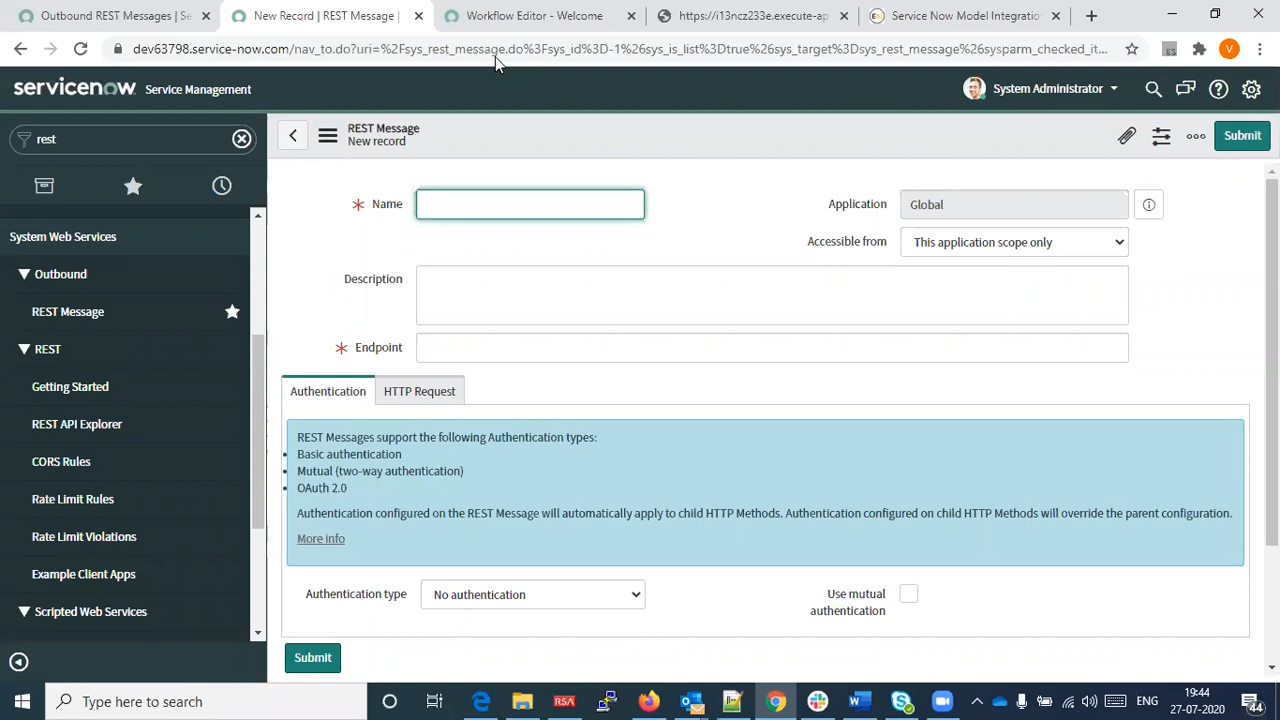 Outbound REST Messages | Se
New Record | REST Message |
Workflow Editor - Welcome
https://i13ncz233e.execute-ap
Service Now Model Integration
dev63798.service-now.com/nav_to.do?uri=%2Fsys_rest_message.do%3Fsys_id%3D-1%26sys_is_list%3Dtrue%26sys_target%3Dsys_rest_message%26sysparm_checked_it...
ES
V
servicenow Service Management
System Administrator
rest
REST Message
New record
Submit
System Web Services
Outbound
REST Message
REST
Getting Started
REST API Explorer
CORS Rules
Rate Limit Rules
Rate Limit Violations
Example Client Apps
Scripted Web Services
Name
Application
Global
Accessible from
This application scope only
Description
Endpoint
Authentication
HTTP Request
REST Messages support the following Authentication types:
Basic authentication
Mutual (two-way authentication)
OAuth 2.0
Authentication configured on the REST Message will automatically apply to child HTTP Methods. Authentication configured on child HTTP Methods will override the parent configuration.
More info
Authentication type
No authentication
Use mutual
authentication
Submit
Type here to search
RSA
ENG
19:44
27-07-2020
44